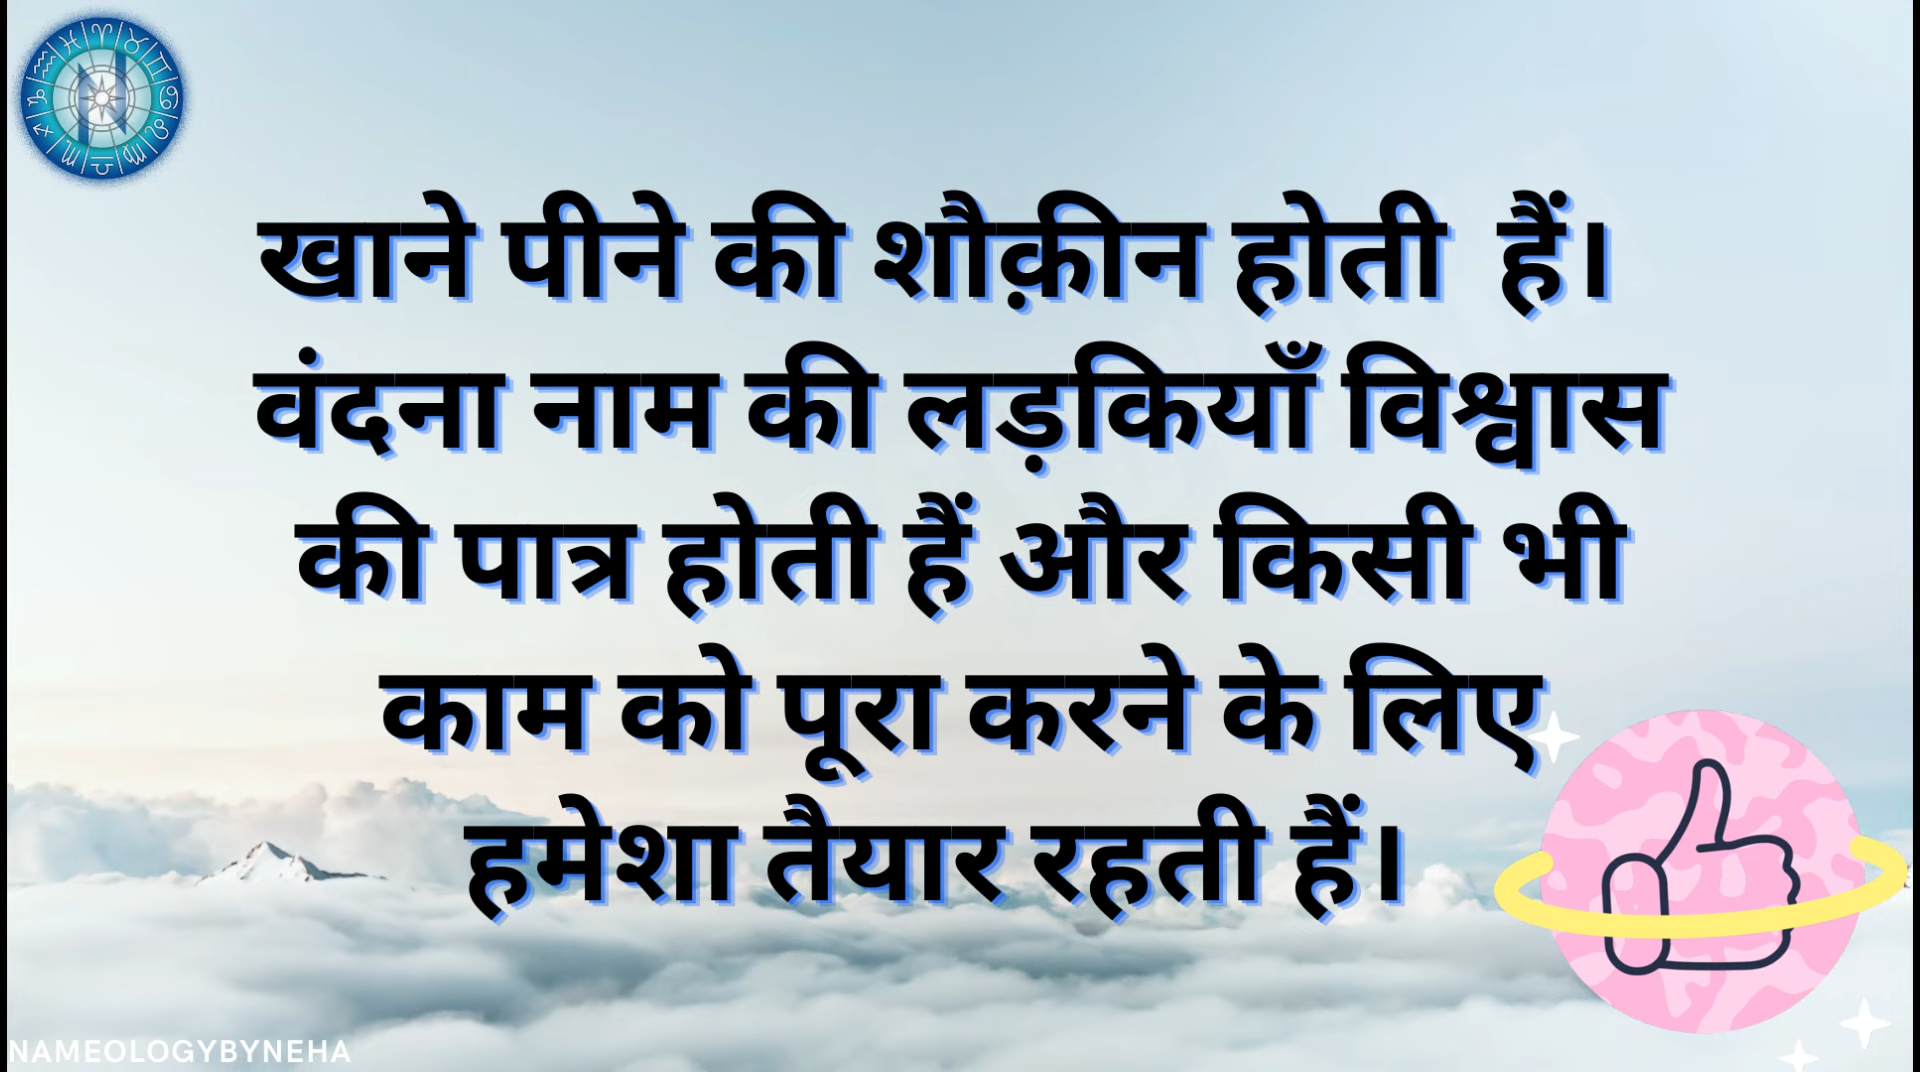 खाने पीने की शौक़ीन होती  हैं।
वंदना नाम की लड़कियाँ विश्वास
की पात्र होती हैं और किसी भी
काम को पूरा करने के लिए
हमेशा तैयार रहती हैं।
NAMEOLOGYBYNEHA